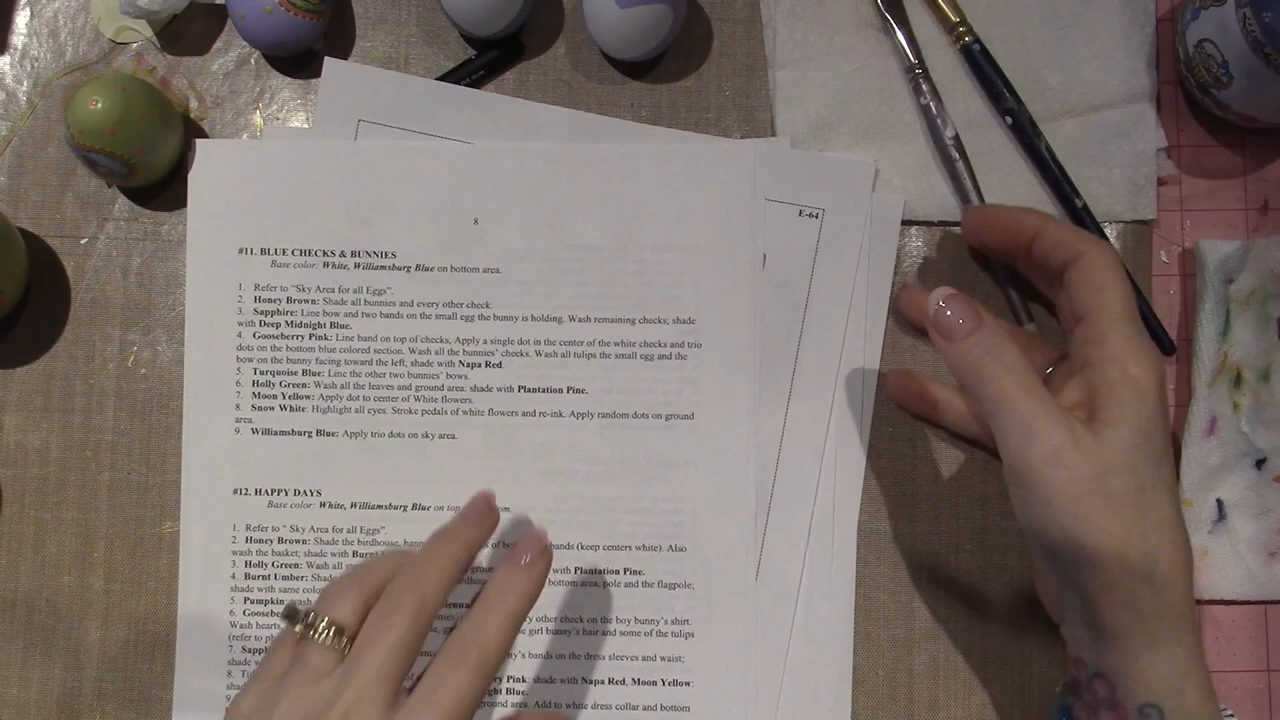 E-64
8
#11. BLUE CHECKS & BUNNIES
Base color: White, Williamsburg Blue on bottom area.
1. Refer to "Sky Area for all Eggs".
2. Honey Brown: Shade all bunnies and every other check.
3. Sapphire: Line bow and two bands on the small egg the bunny is holding. Wash remaining checks; shade
with Deep Midnight Blue.
4. Gooseberry Pink: Line band on top of checks, Apply a single dot in the center of the white checks and trio
dots on the bottom blue colored section. Wash all the bunnies' checks. Wash all tulips the small egg and the
bow on the bunny facing toward the left; shade with Napa Red.
5. Turquoise Blue: Line the other two bunnies' bows.
6. Holly Green: Wash all the leaves and ground area: shade with Plantation Pine.
7. Moon Yellow: Apply dot to center of White flowers.
8. Snow White: Highlight all eyes. Stroke pedals of white flowers and re-ink. Apply random dots on ground
area.
9. Williamsburg Blue: Apply trio dots on sky area.
#12. HAPPY DAYS
Base color: White, Williamsburg Blue on top
1. Refer to " Sky Area for all Eggs".
2. Honey Brown: Shade the birdhouse, bands (keep centers white). Also
wash the basket; shade with
3. Holly Green: Wash all with Plantation Pine.
4. Burnt Umber: bottom area, pole and the flagpole;
shade with same
5. Pumpkin: wash
6. other check on the boy bunny's shirt.
Wash hearts, girl bunny's hair and some of the tulips
(refer to
7. bands on the dress sleeves and waist;
shade
8. Pink: shade with Napa Red, Moon Yellow:
Blue.
9 area. Add to white dress collar and bottom